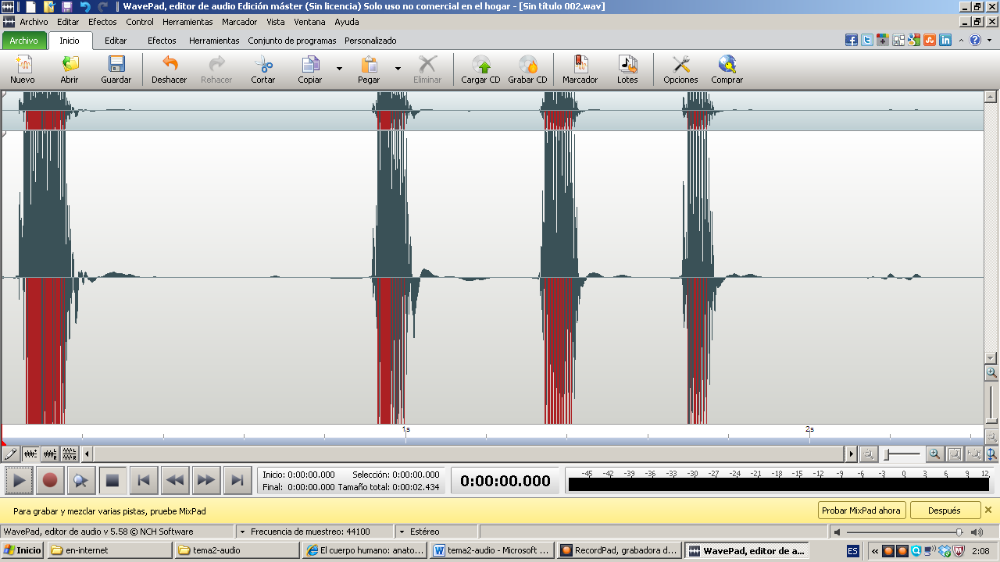 WavePad, editor de audio Edición máster (Sin licencia) Solo uso no comercial en el hogar - [Sin título 002.wav]
Archivo Editar Efectos Control Herramientas Marcador Vista Ventana Ayuda
Archivo Inicio Editar Efectos Herramientas Conjunto de programas Personalizado
Nuevo Abrir Guardar Deshacer Rehacer Cortar Copiar Pegar Eliminar Cargar CD Grabar CD Marcador Lotes Opciones Comprar
1s 2s
Inicio: 0:00:00.000 Selección: 0:00:00.000
Final: 0:00:00.000 Tamaño total: 0:00:02.434
0:00:00.000
-45 -42 -39 -36 -33 -30 -27 -24 -21 -18 -15 -12 -9 -6 -3 0 3 6 9 12
Para grabar y mezclar varias pistas, pruebe MixPad Probar MixPad ahora Después
WavePad, editor de audio v 5.58 © NCH Software Frecuencia de muestreo: 44100 Estéreo
Inicio en-internet tema2-audio El cuerpo humano: anato... tema2-audio - Microsoft ... RecordPad, grabadora d... WavePad, editor de a... ES 2:08